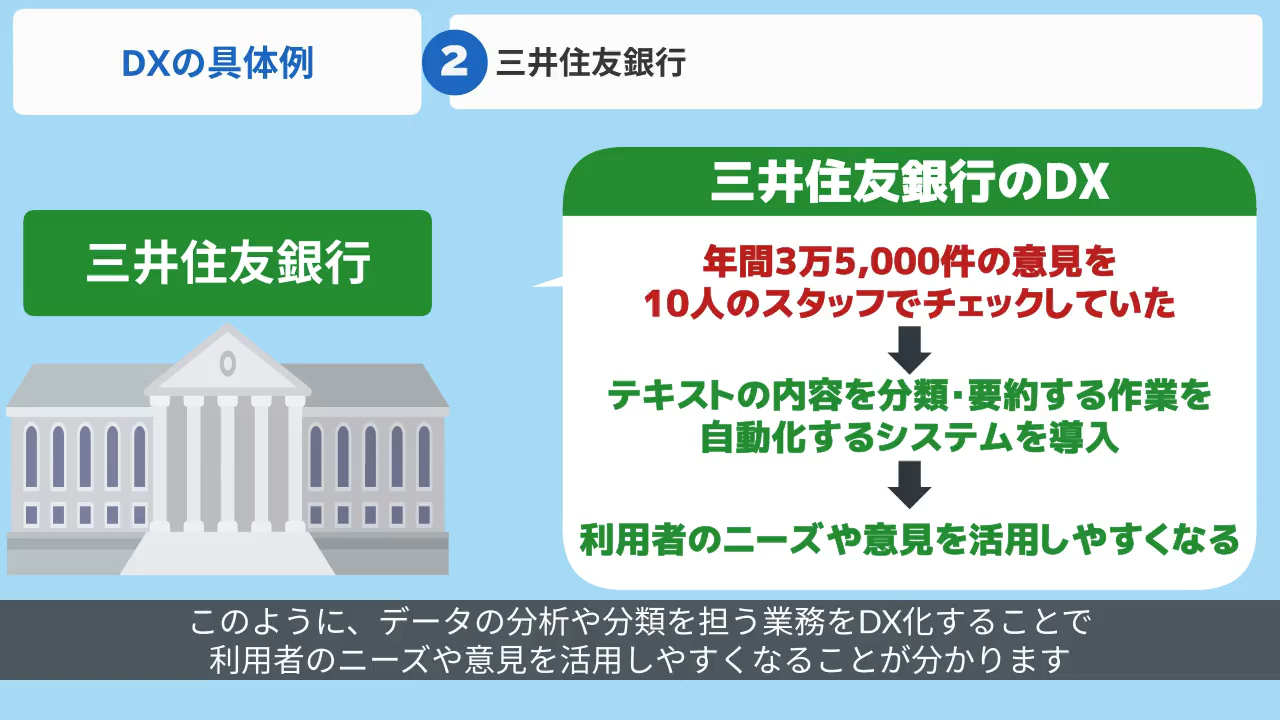 DXの具体例
2
三井住友銀行
三井住友銀行
三井住友銀行のDX
年間3万5,000件の意見を
10人のスタッフでチェックしていた
テキストの内容を分類・要約する作業を
自動化するシステムを導入
利用者のニーズや意見を活用しやすくなる
このように、データの分析や分類を担う業務をDX化することで
利用者のニーズや意見を活用しやすくなることが分かります